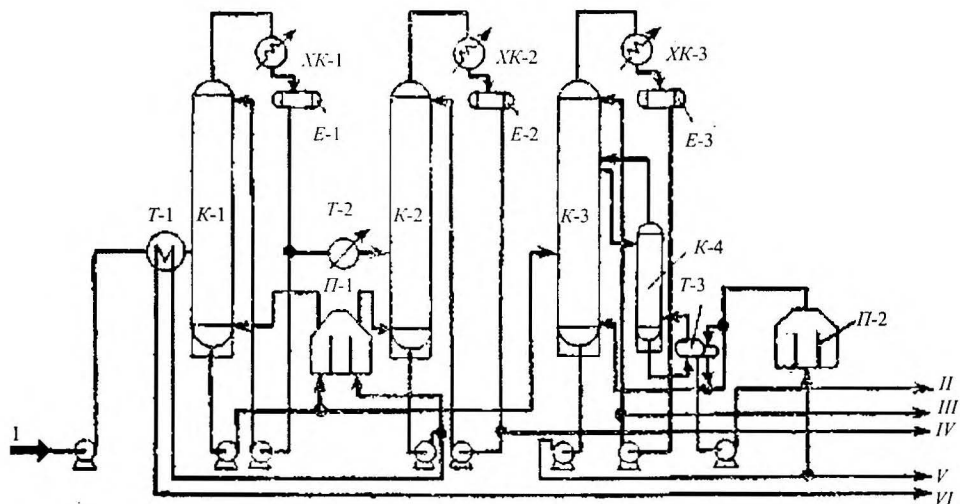 ХК-1
ХК-2
ХК-3
Е-1
Е-2
Е-3
Т-1
К-1
Т-2
К-2
К-3
К-4
Т-3
П-1
П-2
I
II
III
IV
V
VI